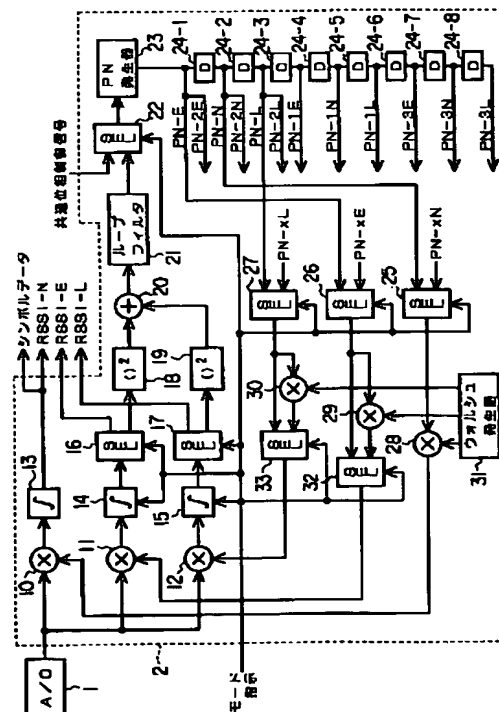 A/D
1
2
10
11
12
13
14
15
16
17
18
19
20
21
22
23
SEL
SEL
( )²
( )²
ループ
フィルタ
SEL
PN
発生器
共通位相制御信号
シンボルデータ
RSSI-N
RSSI-E
RSSI-L
モード
指示
PN-E
PN-2E
PN-N
PN-2N
PN-L
PN-2L
PN-1E
PN-1N
PN-1L
PN-3E
PN-3N
PN-3L
24-1
24-2
24-3
24-4
24-5
24-6
24-7
24-8
D
D
D
D
D
D
D
D
27
SEL
PN-xL
26
SEL
PN-xE
25
SEL
PN-xN
30
29
28
33
SEL
32
SEL
ウォルシュ
発生器
31